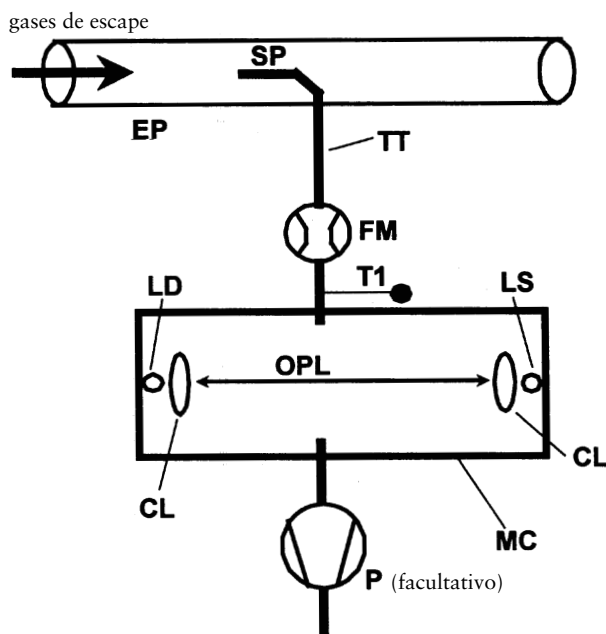 gases de escape
SP
EP
TT
FM
T1
LD
LS
OPL
CL
CL
MC
P (facultativo)